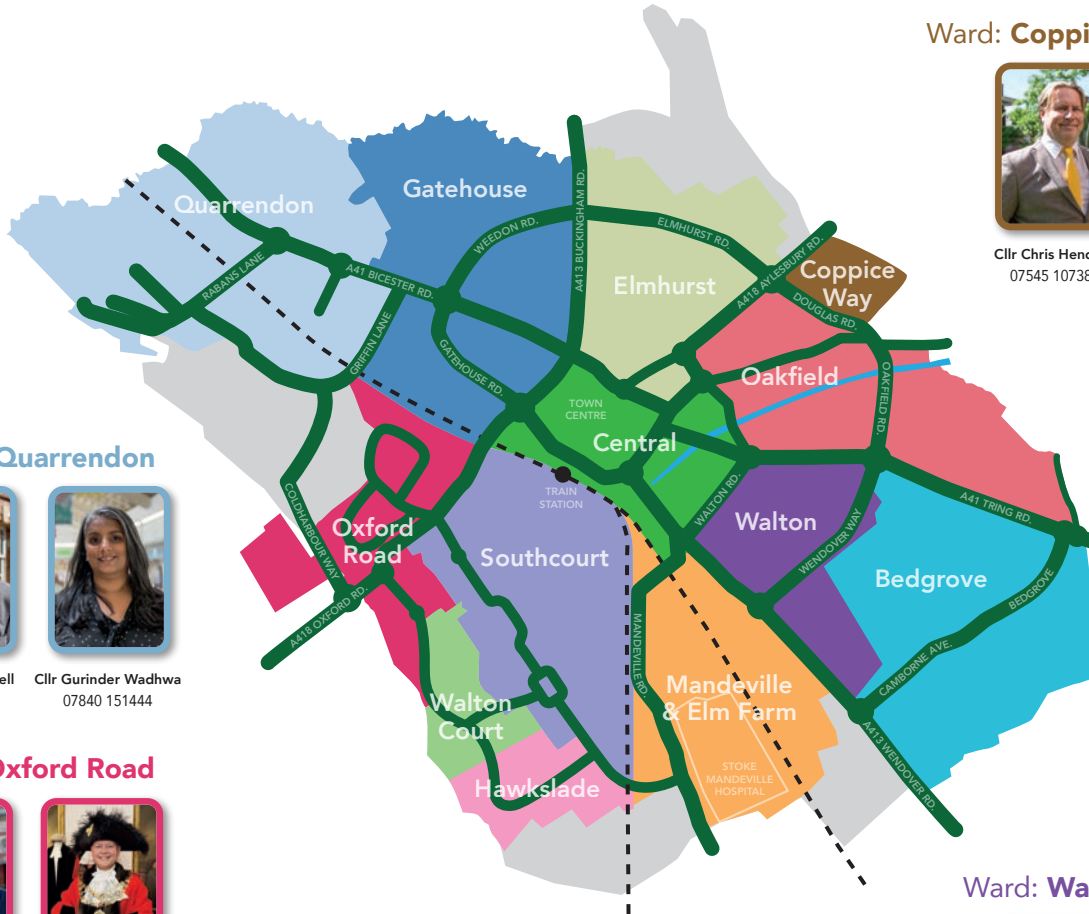 Ward: Coppi
Cllr Chris Hend
07545 10738
Quarrendon
Gatehouse
Elmhurst
Coppice
Way
Oakfield
TOWN
CENTRE
Central
TRAIN
STATION
Oxford
Road
Southcourt
Walton
Bedgrove
Walton
Court
Hawkslade
Mandeville
& Elm Farm
STOKE
MANDEVILLE
HOSPITAL
RABANS LANE
A41 BICESTER RD.
GRIFFIN LANE
WEEDON RD.
A413 BUCKINGHAM RD.
ELMHURST RD.
A418 AYLESBURY RD.
DOUGLAS RD.
OAKFIELD RD.
GATEHOUSE RD.
COLDHARBOUR WAY
A418 OXFORD RD.
WALTON RD.
WENDOVER WAY
A41 TRING RD.
BEDGROVE
CAMBORNE AVE.
MANDEVILLE RD.
A413 WENDOVER RD.
Quarrendon
ell
Cllr Gurinder Wadhwa
07840 151444
Oxford Road
Ward: Wa